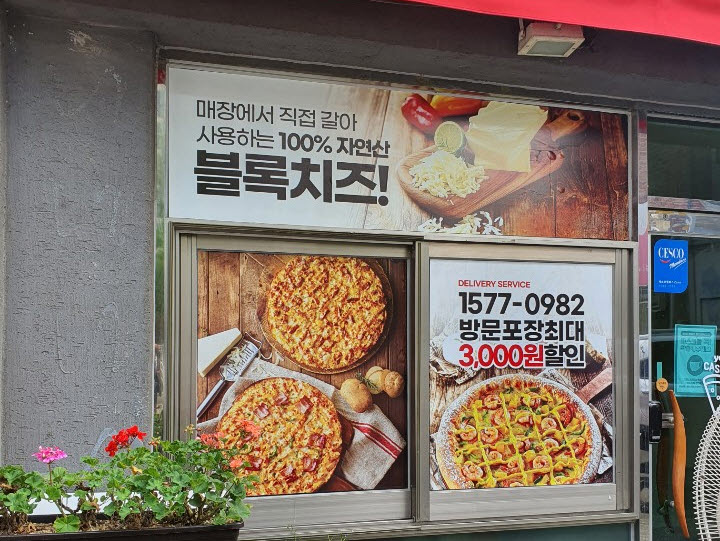 매장에서 직접 갈아
사용하는 100% 자연산
블록치즈!
DELIVERY SERVICE
1577-0982
방문포장최대
3,000원할인
CESCO